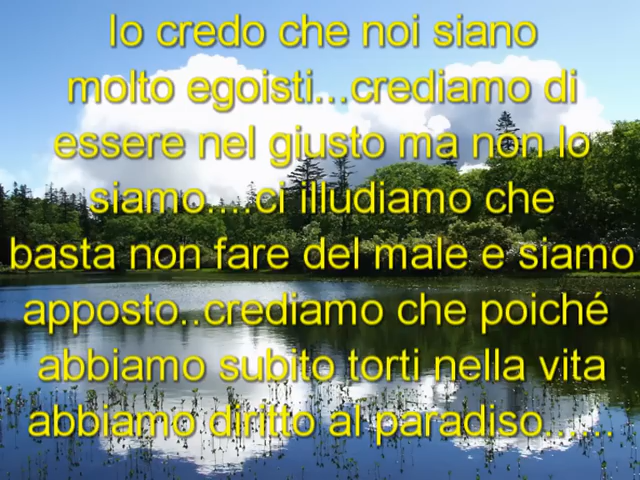 Io credo che noi siano
molto egoisti...crediamo di
essere nel giusto ma non lo
siamo....ci illudiamo che
basta non fare del male e siamo
apposto..crediamo che poiché
abbiamo subito torti nella vita
abbiamo diritto al paradiso......